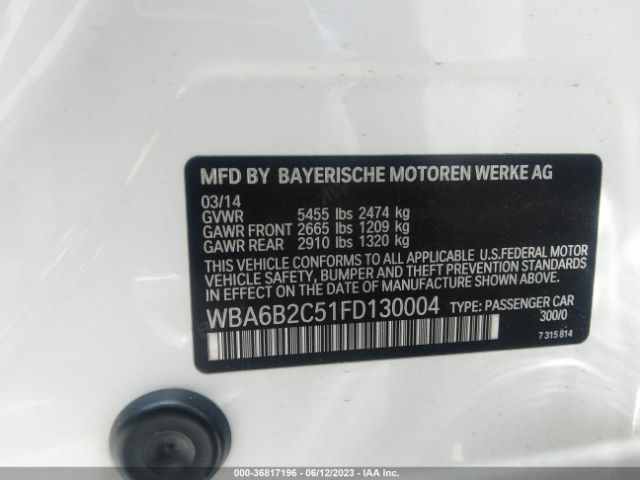 MFD BY BAYERISCHE MOTOREN WERKE AG
03/14
GVWR 5455 lbs 2474 kg
GAWR FRONT 2665 lbs 1209 kg
GAWR REAR 2910 lbs 1320 kg
THIS VEHICLE CONFORMS TO ALL APPLICABLE U.S.FEDERAL MOTOR
VEHICLE SAFETY, BUMPER AND THEFT PREVENTION STANDARDS
IN EFFECT ON THE DATE OF MANUFACTURE SHOWN ABOVE.
WBA6B2C51FD130004 TYPE: PASSENGER CAR
300/0
7 315 814
000-36817196 - 06/12/2023 - IAAI.com